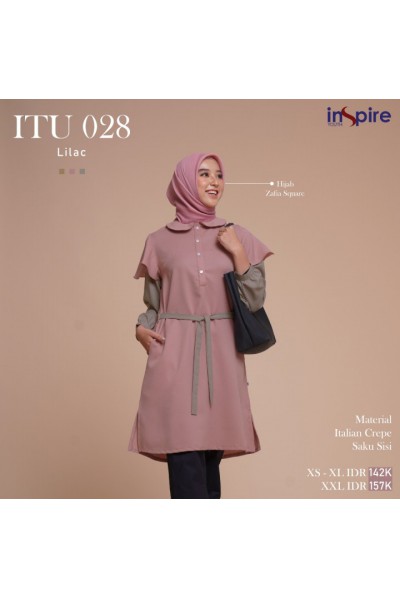 ITU 028
Lilac
inspire
Hijab
Zafia Square
Material
Italian Crepe
Saku Sisi
XS - XL IDR 142K
XXL IDR 157K